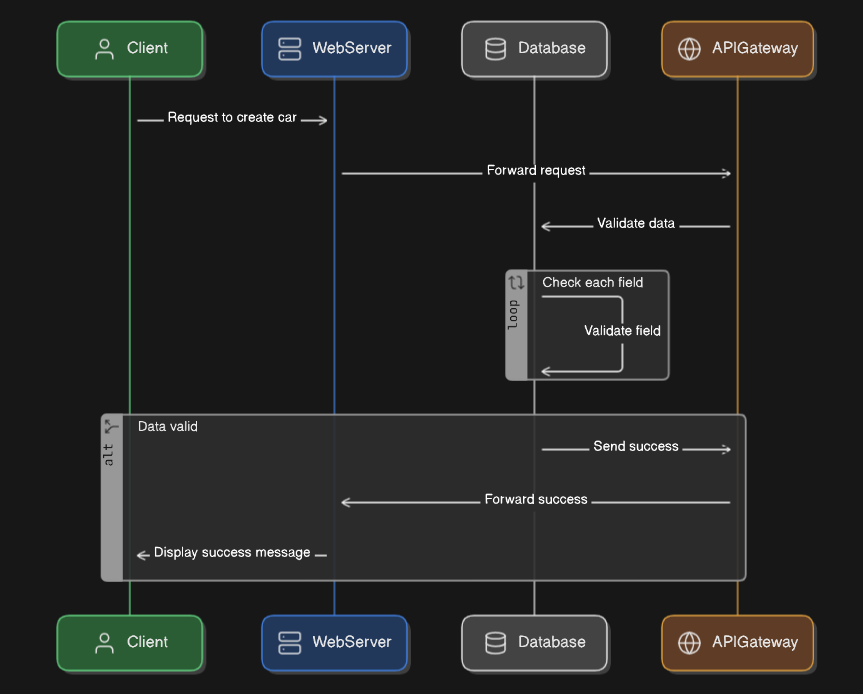 Client
WebServer
Database
APIGateway
Request to create car
Forward request
Validate data
loop
Check each field
Validate field
alt
Data valid
Send success
Forward success
Display success message
Client
WebServer
Database
APIGateway